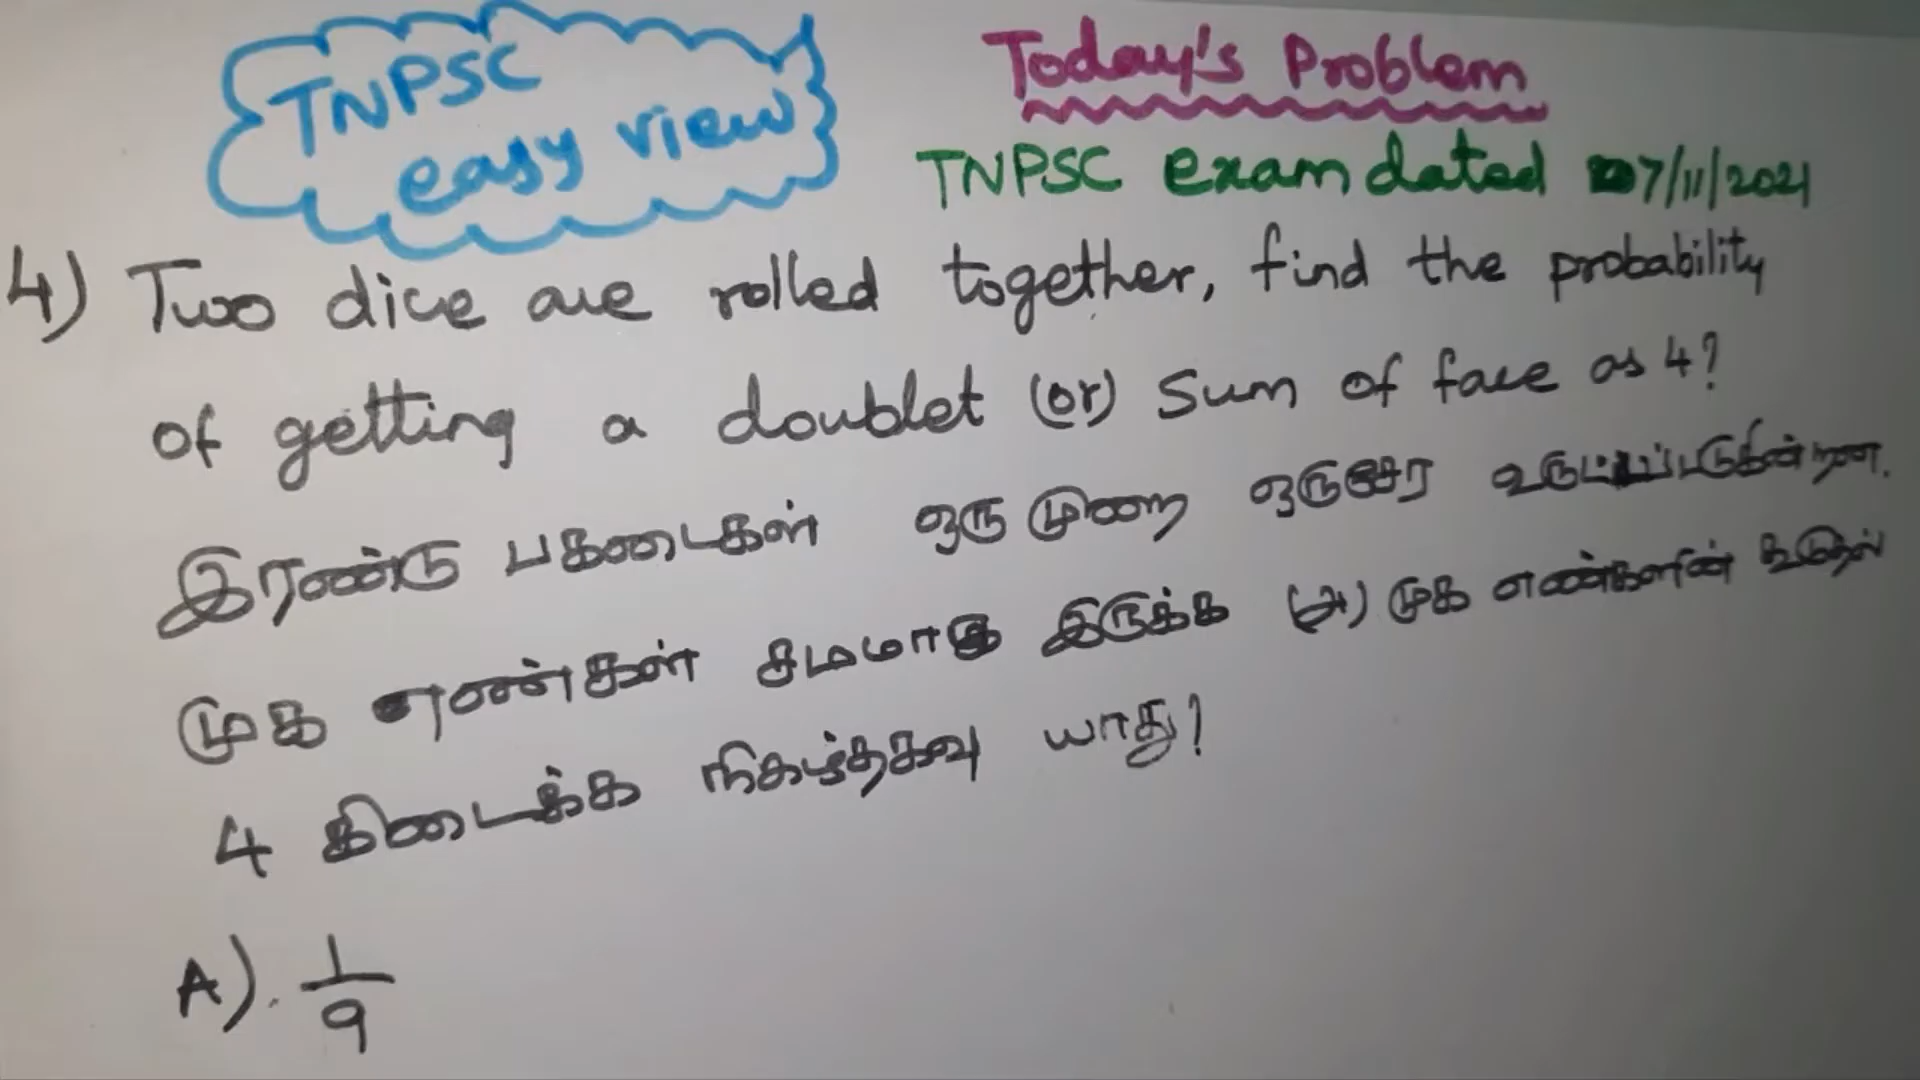 TNPSC
easy view
Today's Problem
TNPSC exam dated 07/11/2021
4) Two dice are rolled together, find the probability
of getting a doublet (or) Sum of face as 4?
இரண்டு பகடைகள் ஒரு முறை ஒருசேர உருட்டப்படுகின்றன.
முக எண்கள் சமமாக இருக்க (அ) முக எண்களின் கூடுதல்
4 கிடைக்க நிகழ்தகவு யாது?
A). 1/9